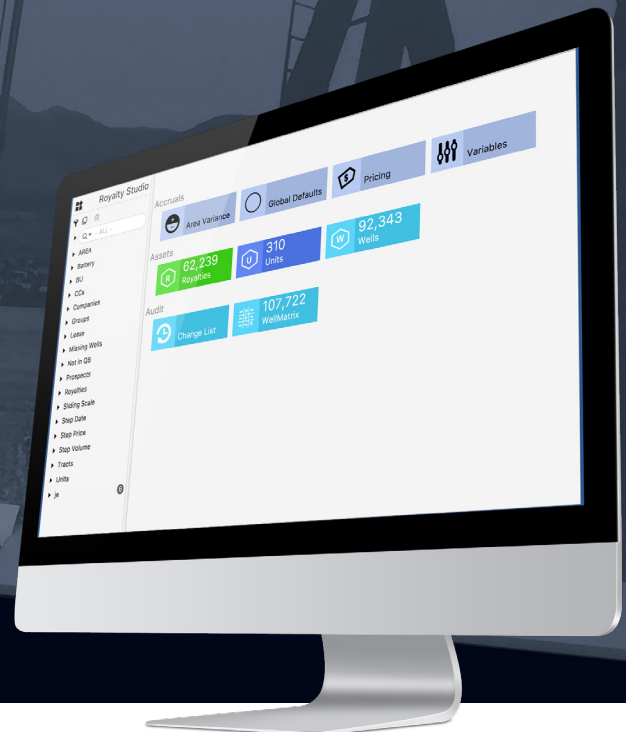 Royalty Studio
ALL -
AREA
Battery
BU
CCs
Companies
Groups
Lease
Missing Wells
Not in QB
Prospects
Royalties
Sliding Scale
Step Date
Step Price
Step Volume
Tracts
Units
je
6
Accruals
Area Variance
Global Defaults
$
Pricing
Variables
Assets
R
62,239
Royalties
U
310
Units
W
92,343
Wells
Audit
Change List
107,722
WellMatrix